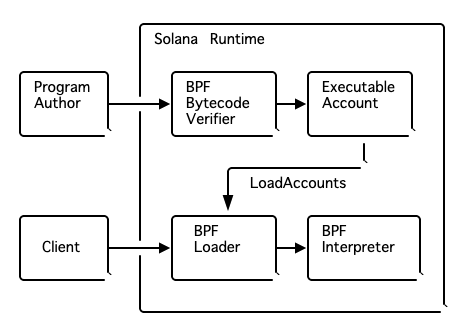 Solana Runtime
Program
Author
BPF
Bytecode
Verifier
Executable
Account
LoadAccounts
Client
BPF
Loader
BPF
Interpreter